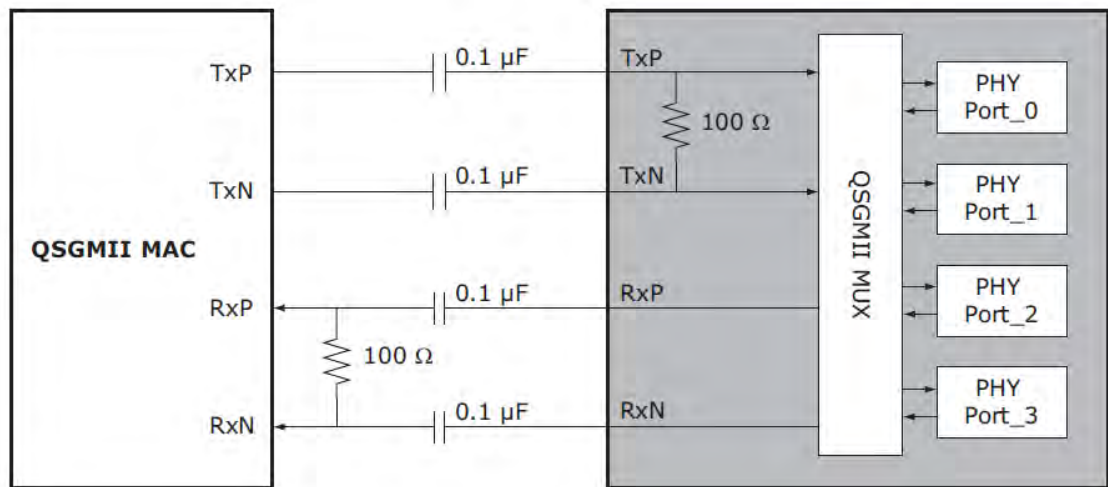 0.1 µF
TxP
TxP
PHY
Port_0
100 Ω
0.1 µF
TxN
TxN
PHY
Port_1
QSGMII MAC
QSGMII MUX
0.1 µF
RxP
RxP
PHY
Port_2
100 Ω
0.1 µF
RxN
RxN
PHY
Port_3